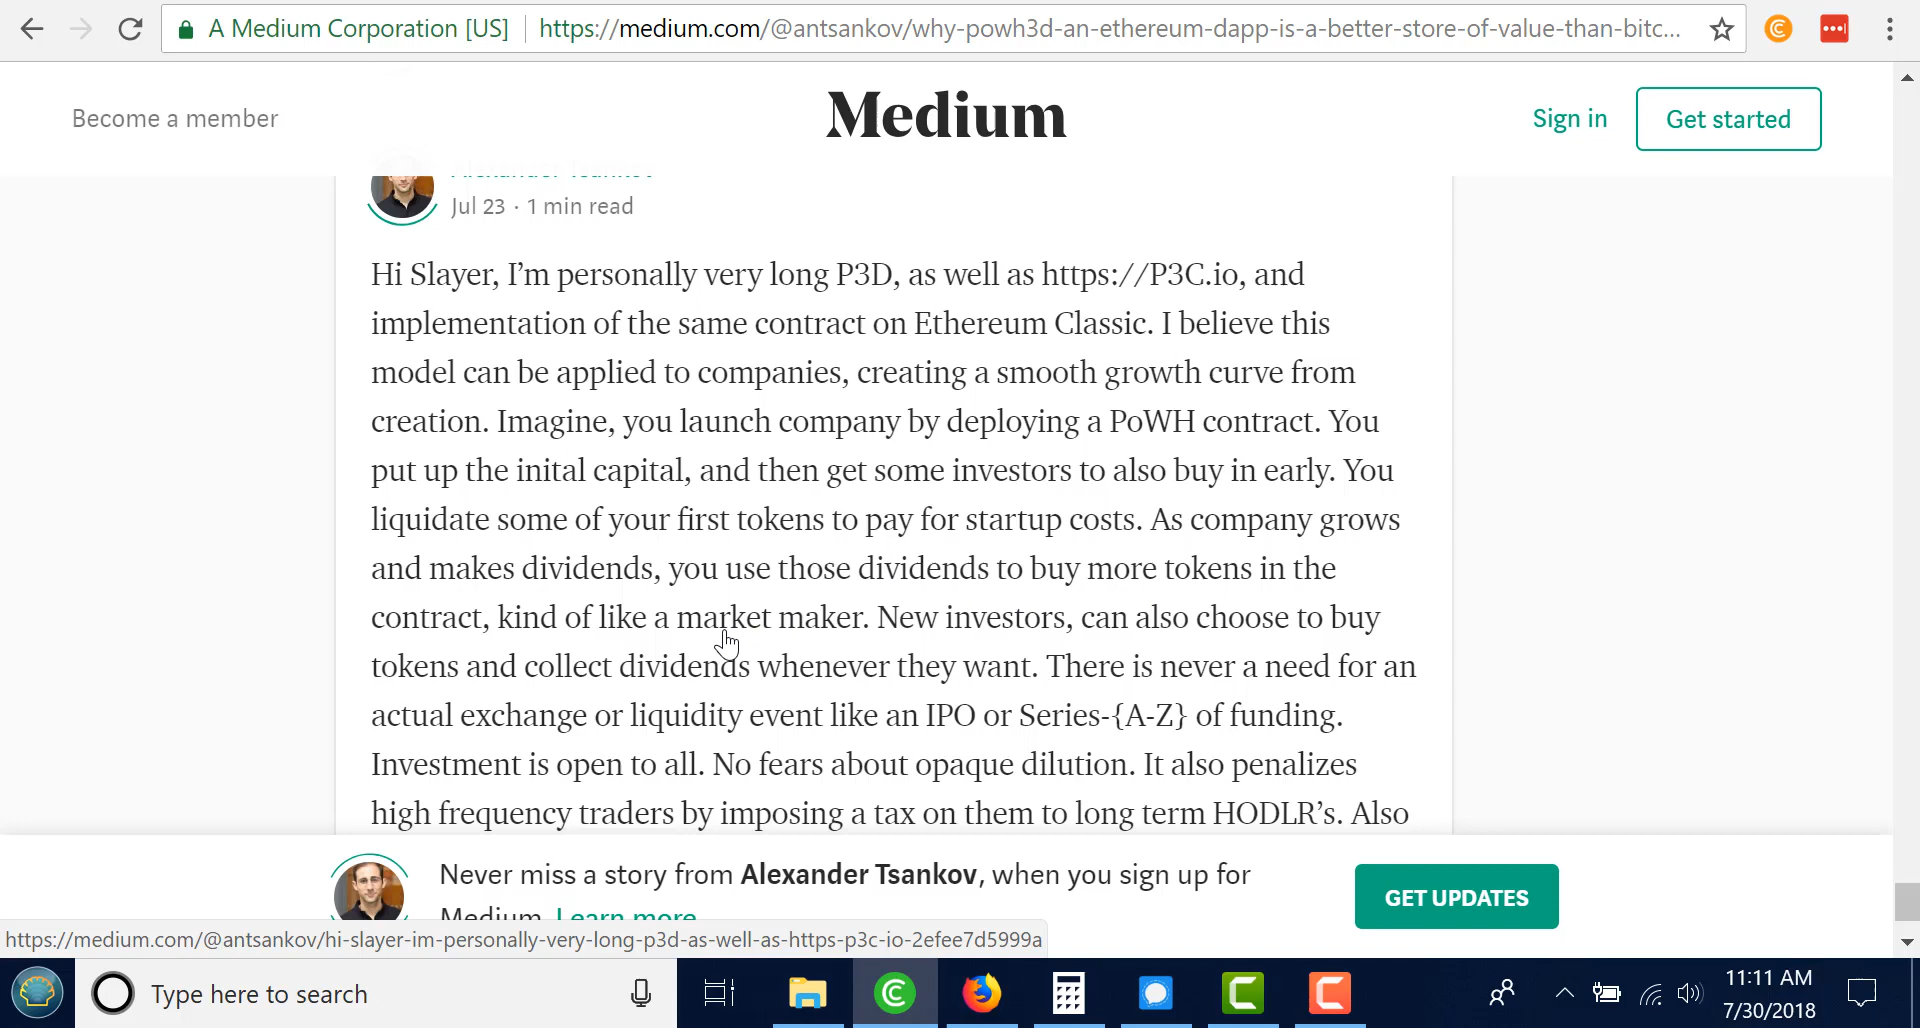 A Medium Corporation [US]
https://medium.com/@antsankov/why-powh3d-an-ethereum-dapp-is-a-better-store-of-value-than-bitc...
Become a member
Medium
Sign in
Get started
Jul 23 · 1 min read
Hi Slayer, I'm personally very long P3D, as well as https://P3C.io, and
implementation of the same contract on Ethereum Classic. I believe this
model can be applied to companies, creating a smooth growth curve from
creation. Imagine, you launch company by deploying a PoWH contract. You
put up the inital capital, and then get some investors to also buy in early. You
liquidate some of your first tokens to pay for startup costs. As company grows
and makes dividends, you use those dividends to buy more tokens in the
contract, kind of like a market maker. New investors, can also choose to buy
tokens and collect dividends whenever they want. There is never a need for an
actual exchange or liquidity event like an IPO or Series-{A-Z} of funding.
Investment is open to all. No fears about opaque dilution. It also penalizes
high frequency traders by imposing a tax on them to long term HODLR's. Also
Never miss a story from Alexander Tsankov, when you sign up for
Medium. Learn more
GET UPDATES
https://medium.com/@antsankov/hi-slayer-im-personally-very-long-p3d-as-well-as-https-p3c-io-2efee7d5999a
Type here to search
11:11 AM
7/30/2018